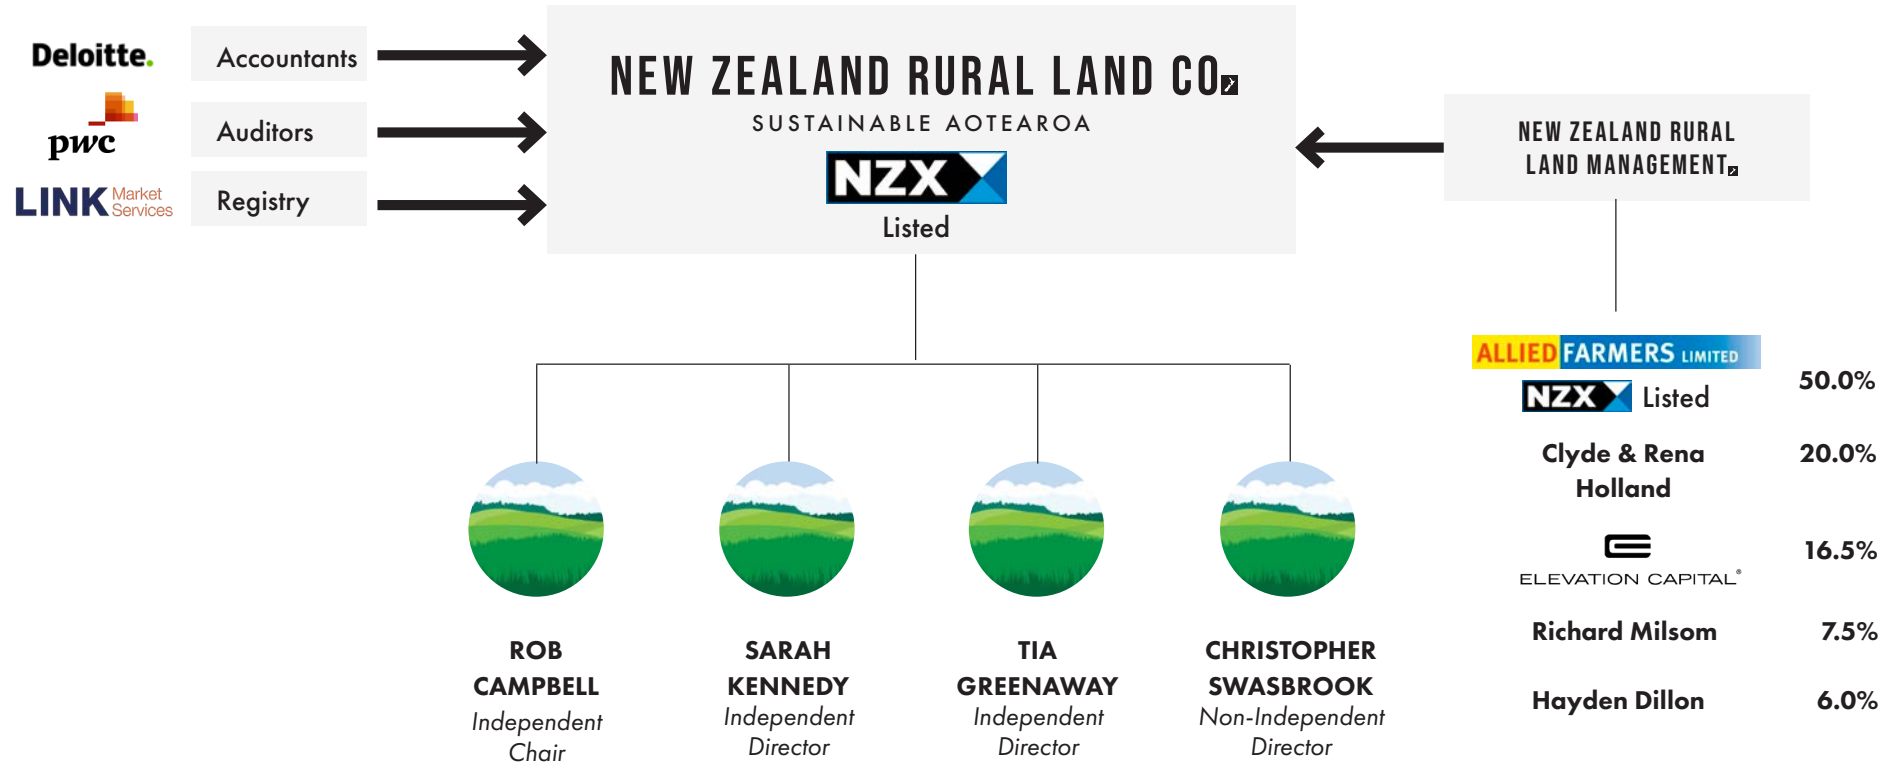 Deloitte.
Accountants
pwc
Auditors
LINK Market Services
Registry
NEW ZEALAND RURAL LAND CO
SUSTAINABLE AOTEAROA
NZX
Listed
NEW ZEALAND RURAL
LAND MANAGEMENT
ALLIED FARMERS LIMITED
NZX Listed
50.0%
Clyde & Rena
Holland
20.0%
ELEVATION CAPITAL®
16.5%
Richard Milsom
7.5%
Hayden Dillon
6.0%
ROB
CAMPBELL
Independent
Chair
SARAH
KENNEDY
Independent
Director
TIA
GREENAWAY
Independent
Director
CHRISTOPHER
SWASBROOK
Non-Independent
Director